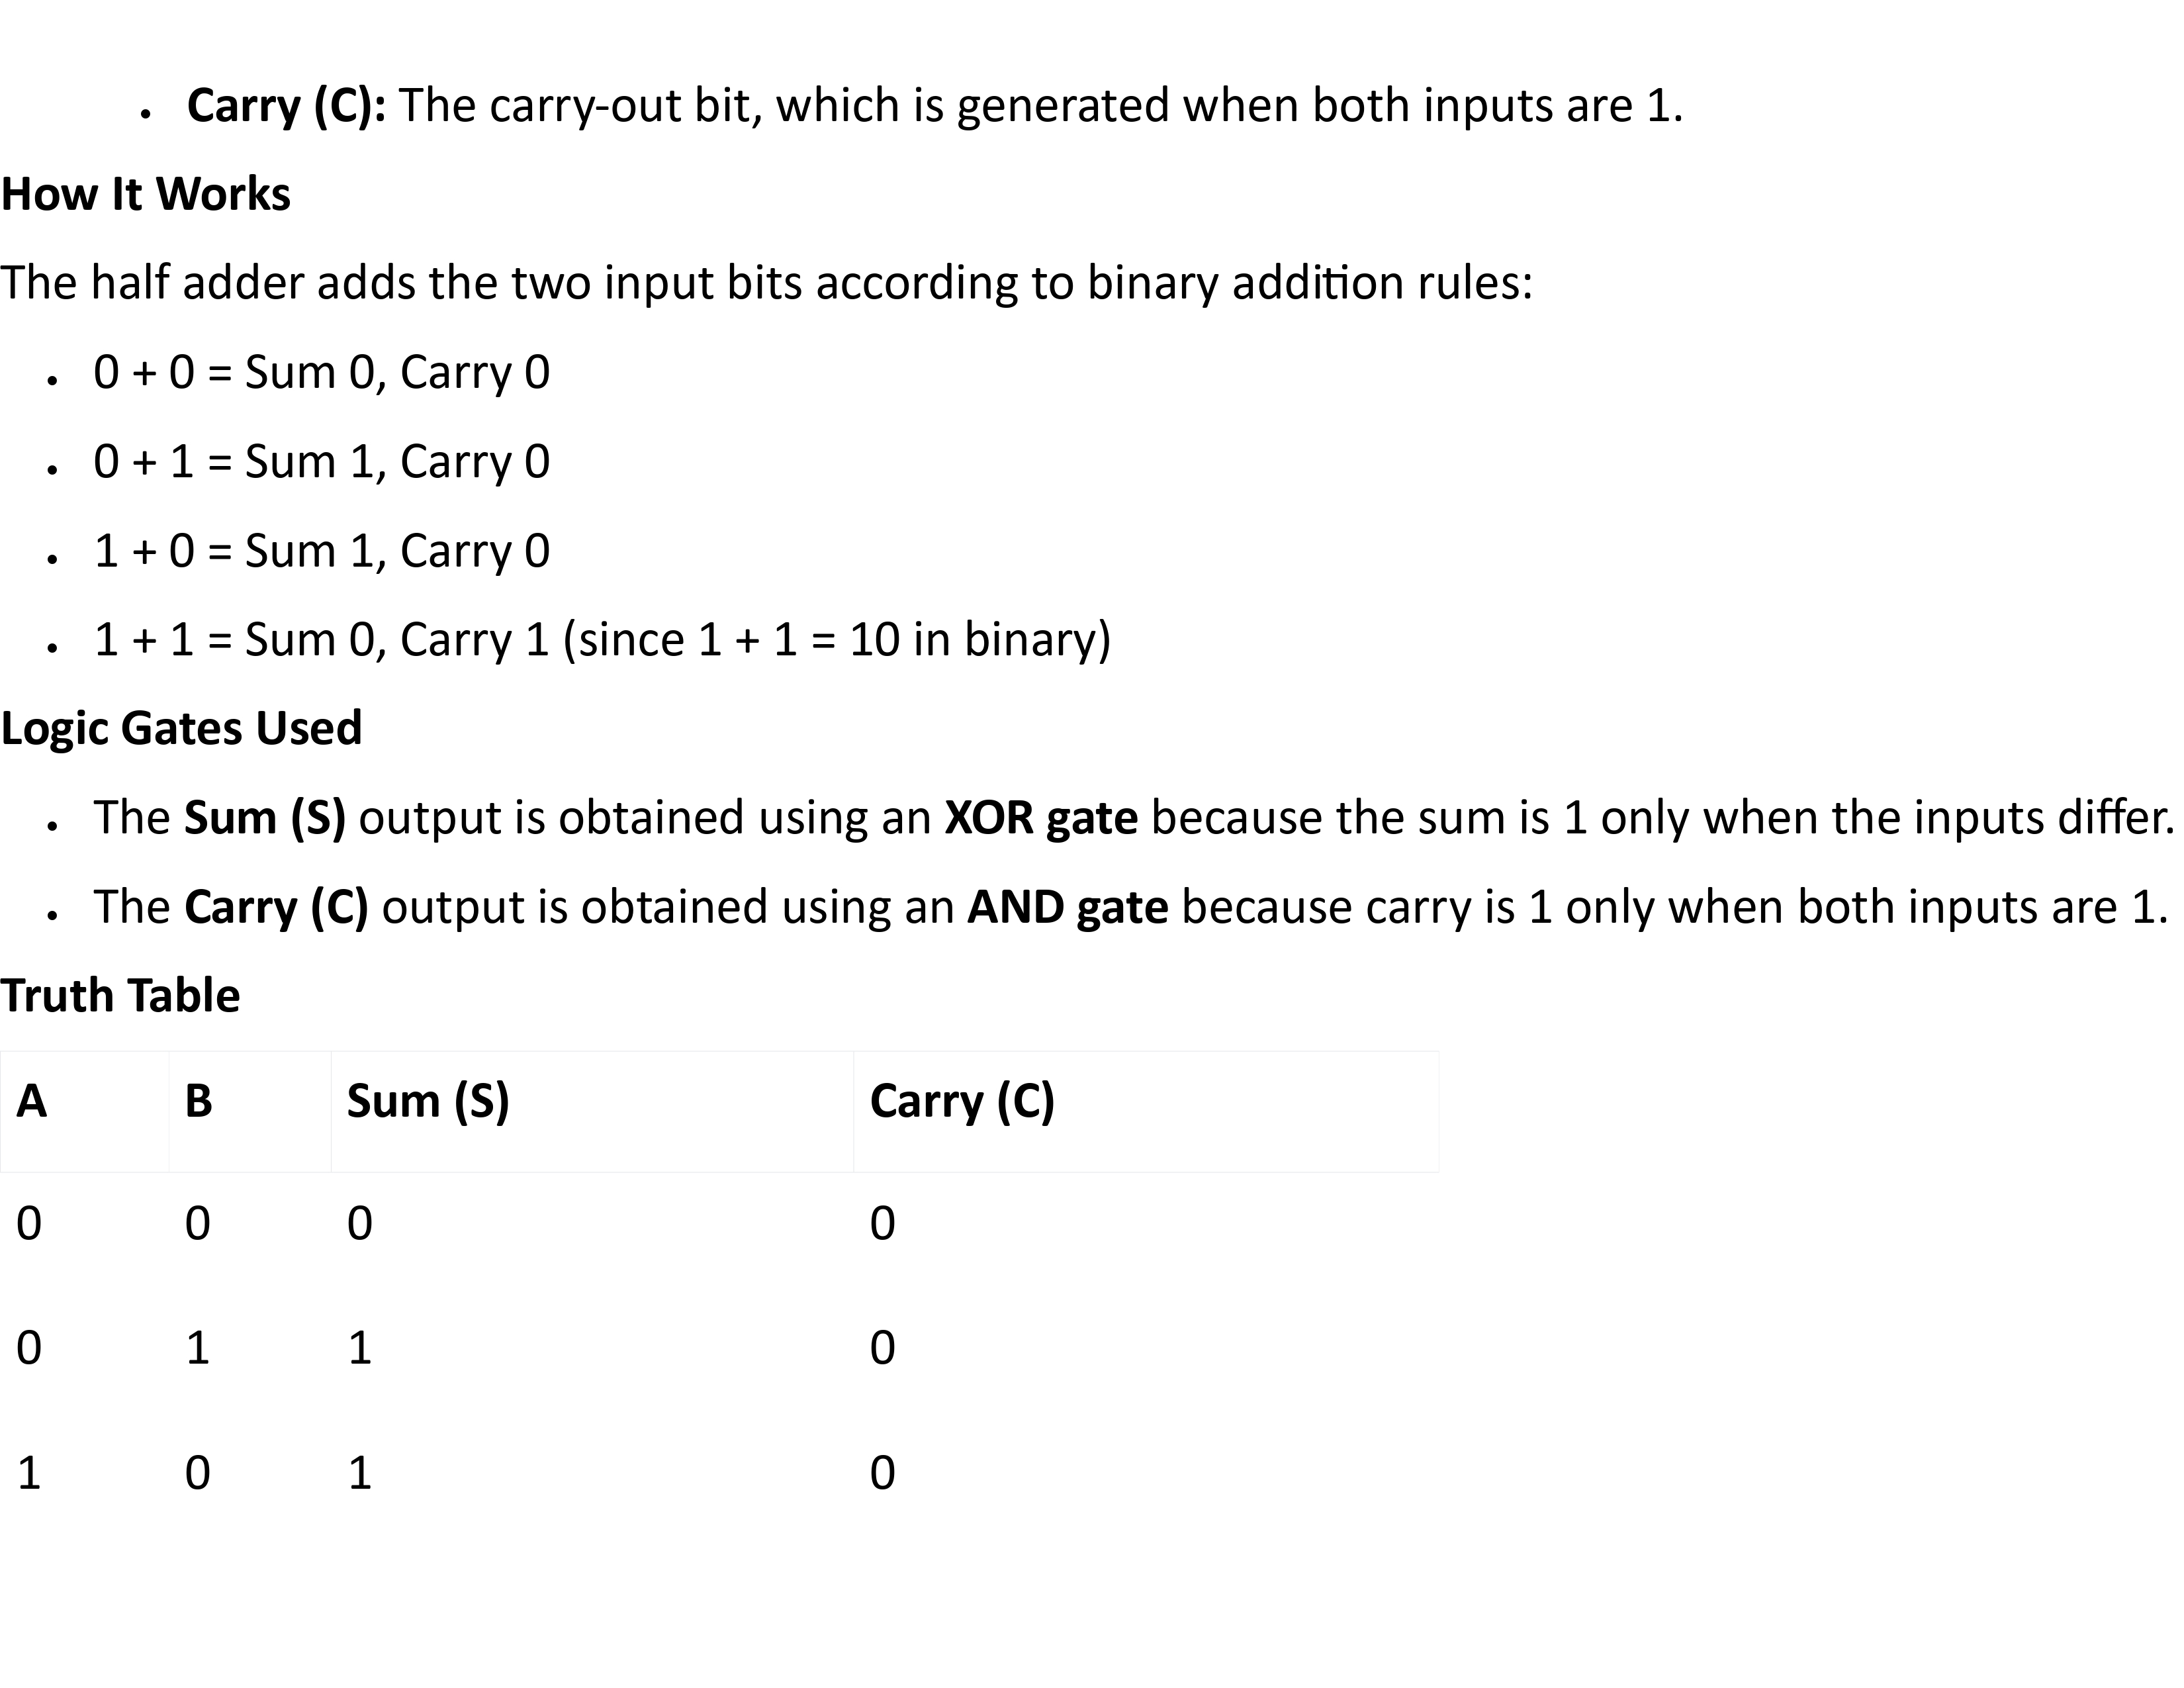 • Carry (C): The carry-out bit, which is generated when both inputs are 1.
How It Works
The half adder adds the two input bits according to binary addition rules:
• 0 + 0 = Sum 0, Carry 0
• 0 + 1 = Sum 1, Carry 0
• 1 + 0 = Sum 1, Carry 0
• 1 + 1 = Sum 0, Carry 1 (since 1 + 1 = 10 in binary)
Logic Gates Used
• The Sum (S) output is obtained using an XOR gate because the sum is 1 only when the inputs differ.
• The Carry (C) output is obtained using an AND gate because carry is 1 only when both inputs are 1.
Truth Table
A B Sum (S) Carry (C)
0 0 0 0
0 1 1 0
1 0 1 0